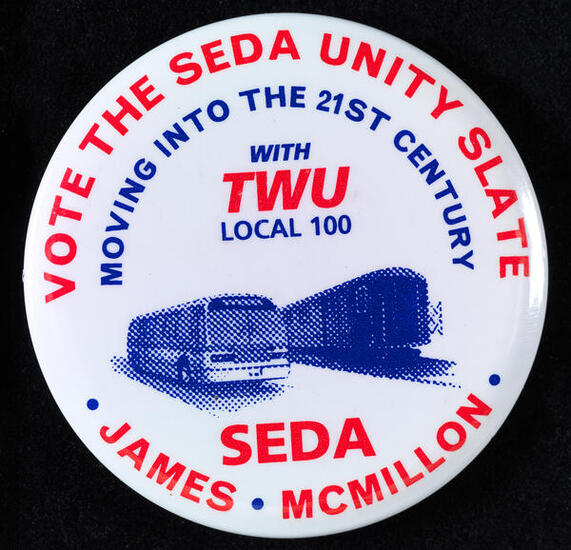 VOTE THE SEDA UNITY SLATE
MOVING INTO THE 21ST CENTURY
WITH
TWU
LOCAL 100
SEDA
• JAMES • MCMILLON •